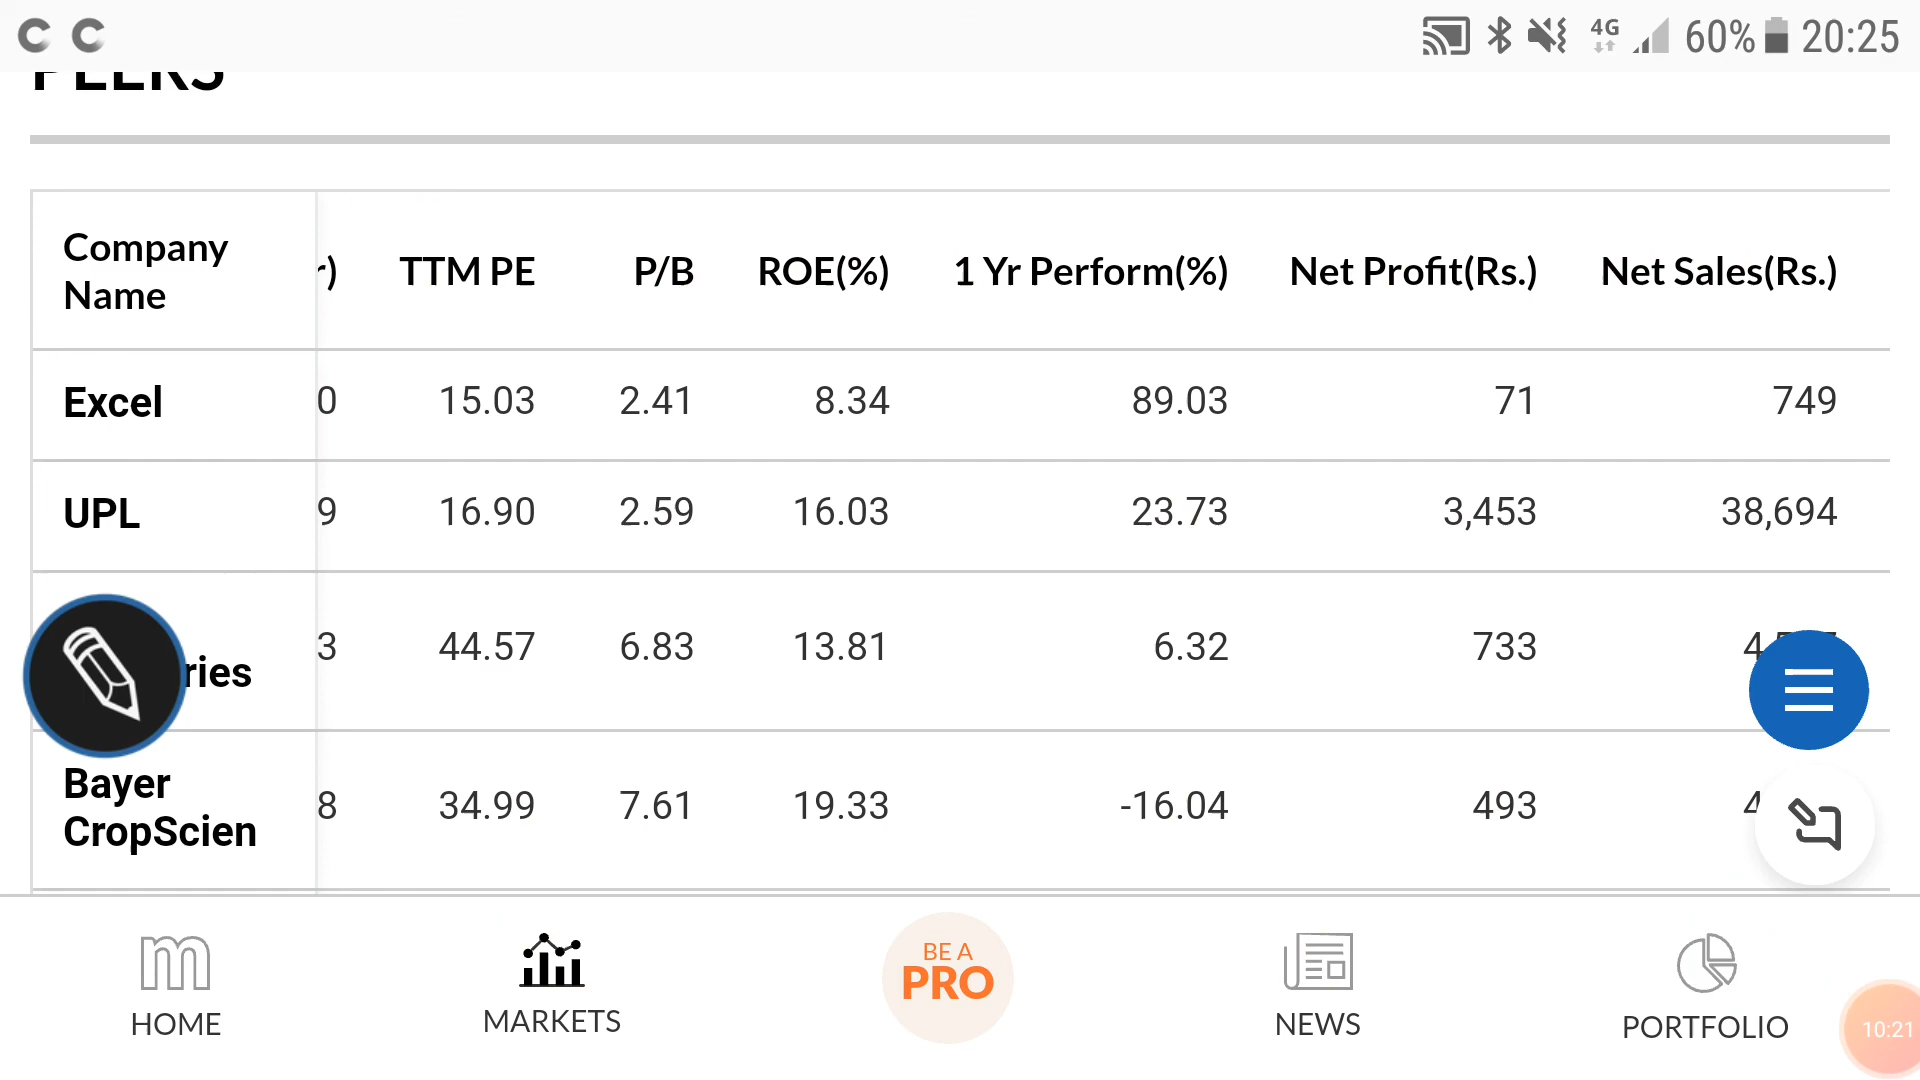 4G 60% 20:25
PEERS
Company Name r) TTM PE P/B ROE(%) 1 Yr Perform(%) Net Profit(Rs.) Net Sales(Rs.)
Excel 0 15.03 2.41 8.34 89.03 71 749
UPL 9 16.90 2.59 16.03 23.73 3,453 38,694
ries 3 44.57 6.83 13.81 6.32 733
Bayer CropScien 8 34.99 7.61 19.33 -16.04 493
BE A
PRO
HOME MARKETS NEWS PORTFOLIO
10:21